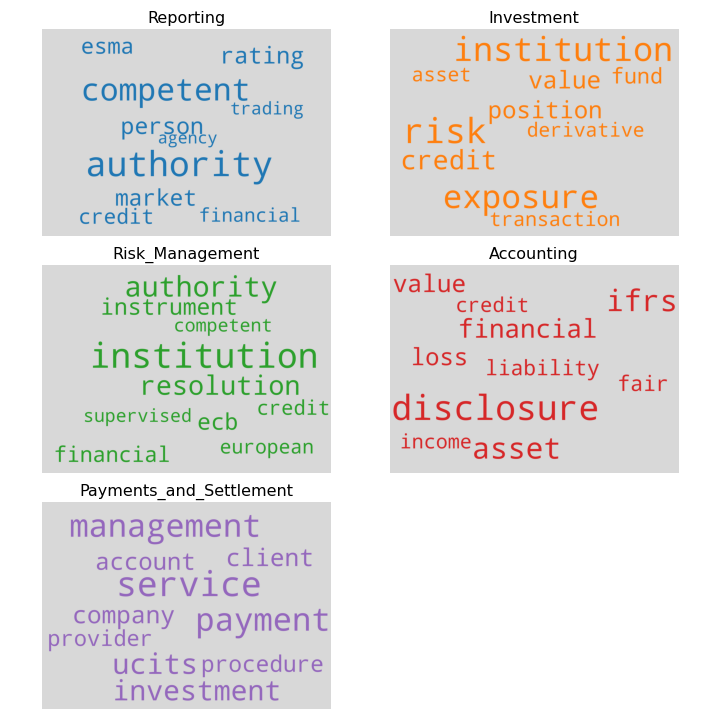 Reporting
esma
rating
competent
trading
person
agency
authority
market
credit
financial
Investment
institution
asset
value
fund
position
risk
derivative
credit
exposure
transaction
Risk_Management
authority
instrument
competent
institution
resolution
credit
supervised
ecb
european
financial
Accounting
value
ifrs
credit
financial
loss
liability
fair
disclosure
income
asset
Payments_and_Settlement
management
account
client
service
company
payment
provider
ucits
procedure
investment